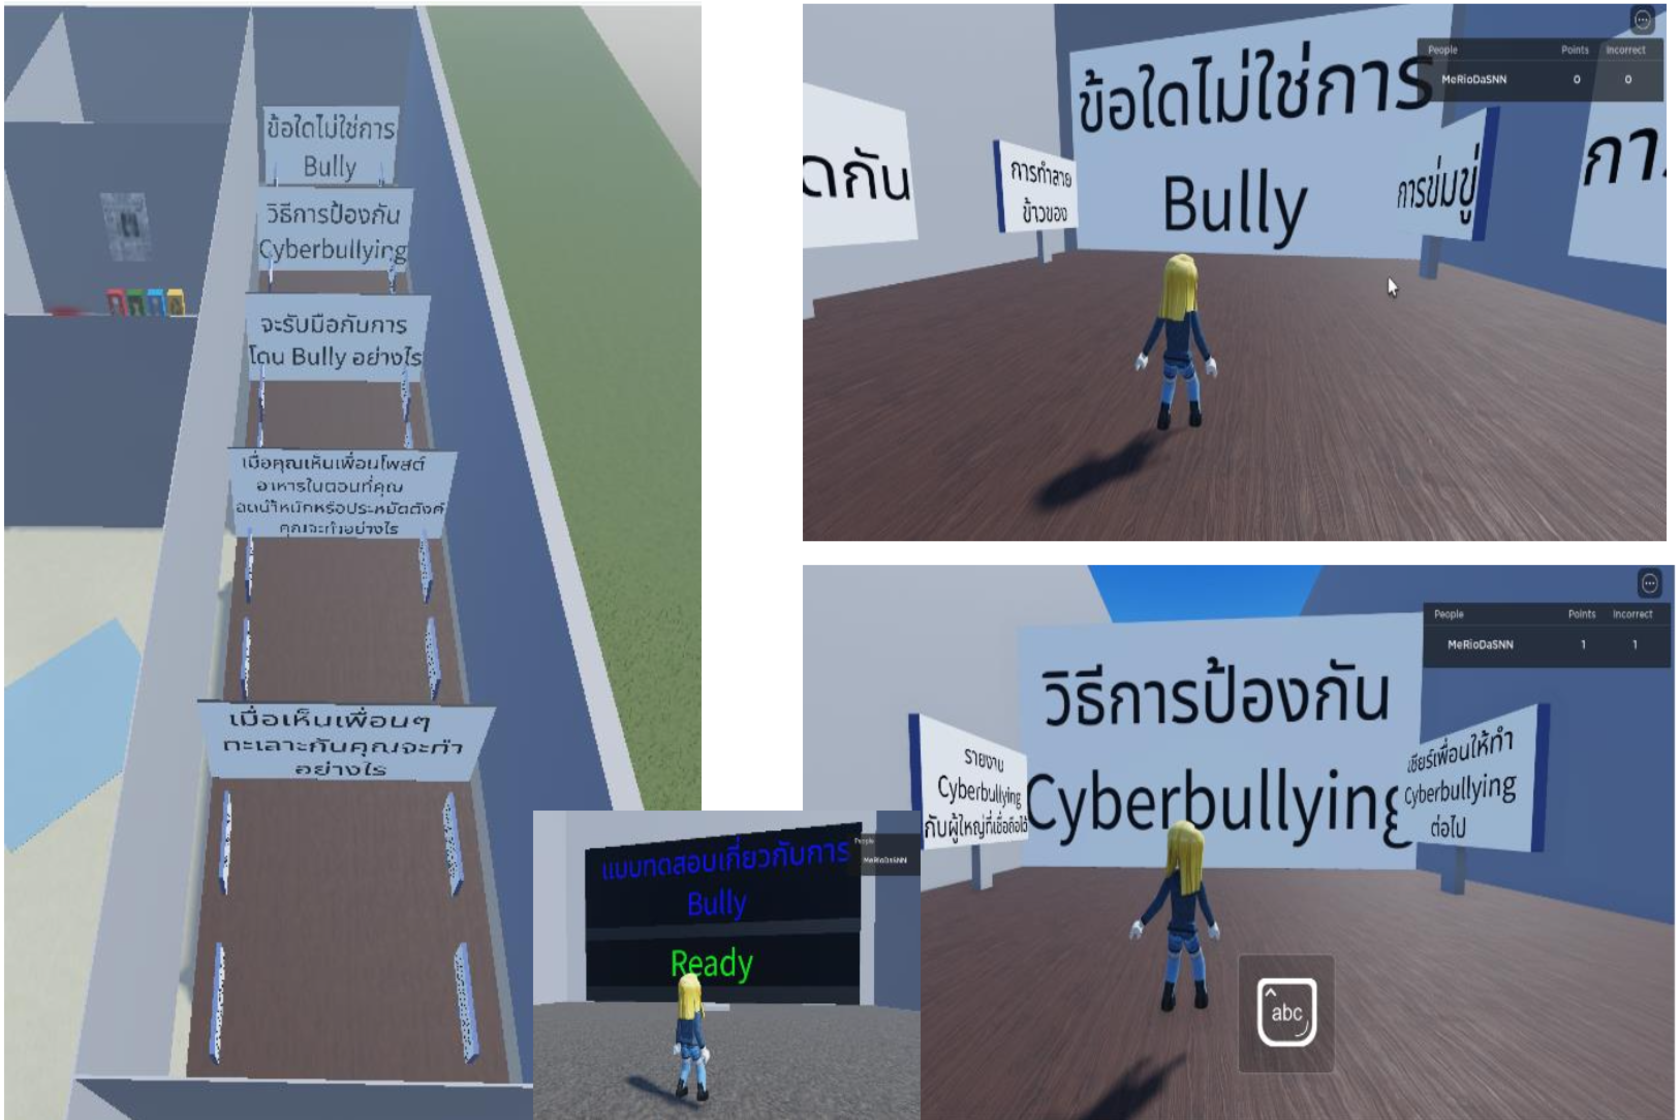 ข้อใดไม่ใช่การ
Bully
วิธีการป้องกัน
Cyberbullying
จะรับมือกับการ
โดน Bully อย่างไร
เมื่อคุณเห็นเพื่อนโพสต์
อาหารในตอนที่คุณ
ลดน้ำหนักหรือประหยัดตังค์
คุณจะทำอย่างไร
เมื่อเห็นเพื่อนๆ
ทะเลาะกันคุณจะทำ
อย่างไร
แบบทดสอบเกี่ยวกับการ
Bully
Ready
People
MeRioDaSNN
People Points Incorrect
MeRioDaSNN 0 0
ข้อใดไม่ใช่การ
Bully
ดกัน
การทำลาย
ข้าวของ
การข่มขู่
กา
People Points Incorrect
MeRioDaSNN 1 1
วิธีการป้องกัน
Cyberbullying
รายงาน
Cyberbullying
กับผู้ใหญ่ที่เชื่อถือได้
เชียร์เพื่อนให้ทำ
Cyberbullying
ต่อไป
abc